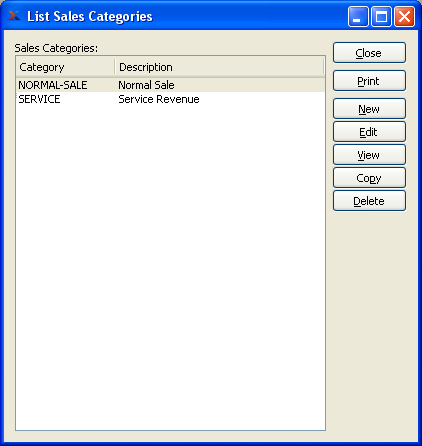 List Sales Categories
Sales Categories:
Category Description
NORMAL-SALE Normal Sale
SERVICE Service Revenue
Close
Print
New
Edit
View
Copy
Delete